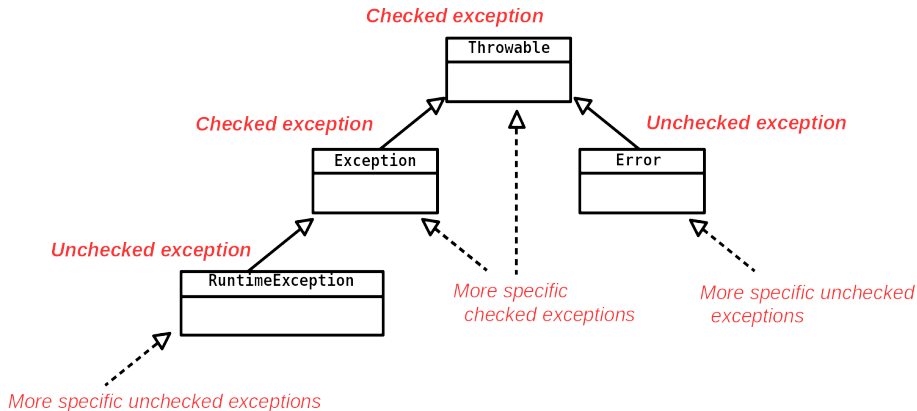 Checked exception
Throwable
Checked exception
Unchecked exception
Exception
Error
Unchecked exception
RuntimeException
More specific
checked exceptions
More specific unchecked
exceptions
More specific unchecked exceptions